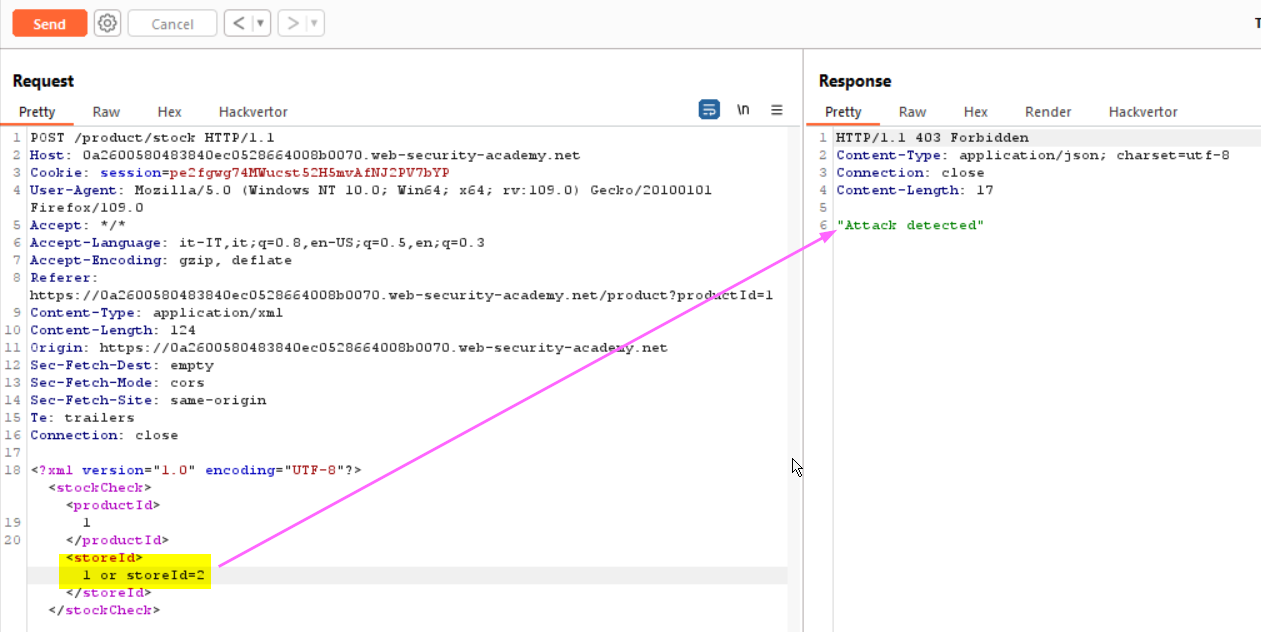 Send Cancel < | ▼ > | ▼ T
Request
Pretty Raw Hex Hackvertor \n ≡
1 POST /product/stock HTTP/1.1
2 Host: 0a2600580483840ec0528664008b0070.web-security-academy.net
3 Cookie: session=pe2fgwg74MWucst52H5mvAfNJ2PV7bYP
4 User-Agent: Mozilla/5.0 (Windows NT 10.0; Win64; x64; rv:109.0) Gecko/20100101
Firefox/109.0
5 Accept: */*
6 Accept-Language: it-IT,it;q=0.8,en-US;q=0.5,en;q=0.3
7 Accept-Encoding: gzip, deflate
8 Referer:
https://0a2600580483840ec0528664008b0070.web-security-academy.net/product?productId=1
9 Content-Type: application/xml
10 Content-Length: 124
11 Origin: https://0a2600580483840ec0528664008b0070.web-security-academy.net
12 Sec-Fetch-Dest: empty
13 Sec-Fetch-Mode: cors
14 Sec-Fetch-Site: same-origin
15 Te: trailers
16 Connection: close
17
18 <?xml version="1.0" encoding="UTF-8"?>
<stockCheck>
<productId>
19 1
20 </productId>
<storeId>
1 or storeId=2
</storeId>
</stockCheck>
Response
Pretty Raw Hex Render Hackvertor
1 HTTP/1.1 403 Forbidden
2 Content-Type: application/json; charset=utf-8
3 Connection: close
4 Content-Length: 17
5
6 "Attack detected"